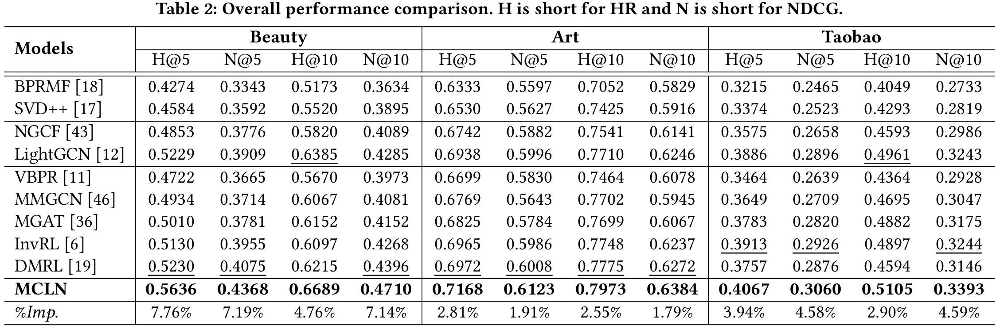 Table 2: Overall performance comparison. H is short for HR and N is short for NDCG.
Models Beauty Art Taobao
H@5 N@5 H@10 N@10 H@5 N@5 H@10 N@10 H@5 N@5 H@10 N@10
BPRMF [18] 0.4274 0.3343 0.5173 0.3634 0.6333 0.5597 0.7052 0.5829 0.3215 0.2465 0.4049 0.2733
SVD++ [17] 0.4584 0.3592 0.5520 0.3895 0.6530 0.5627 0.7425 0.5916 0.3374 0.2523 0.4293 0.2819
NGCF [43] 0.4853 0.3776 0.5820 0.4089 0.6742 0.5882 0.7541 0.6141 0.3575 0.2658 0.4593 0.2986
LightGCN [12] 0.5229 0.3909 0.6385 0.4285 0.6938 0.5996 0.7710 0.6246 0.3886 0.2896 0.4961 0.3243
VBPR [11] 0.4722 0.3665 0.5670 0.3973 0.6699 0.5830 0.7464 0.6078 0.3464 0.2639 0.4364 0.2928
MMGCN [46] 0.4934 0.3714 0.6067 0.4081 0.6769 0.5643 0.7702 0.5945 0.3649 0.2709 0.4695 0.3047
MGAT [36] 0.5010 0.3781 0.6152 0.4152 0.6825 0.5784 0.7699 0.6067 0.3783 0.2820 0.4882 0.3175
InvRL [6] 0.5130 0.3955 0.6097 0.4268 0.6965 0.5986 0.7748 0.6237 0.3913 0.2926 0.4897 0.3244
DMRL [19] 0.5230 0.4075 0.6215 0.4396 0.6972 0.6008 0.7775 0.6272 0.3757 0.2876 0.4594 0.3146
MCLN 0.5636 0.4368 0.6689 0.4710 0.7168 0.6123 0.7973 0.6384 0.4067 0.3060 0.5105 0.3393
%Imp. 7.76% 7.19% 4.76% 7.14% 2.81% 1.91% 2.55% 1.79% 3.94% 4.58% 2.90% 4.59%